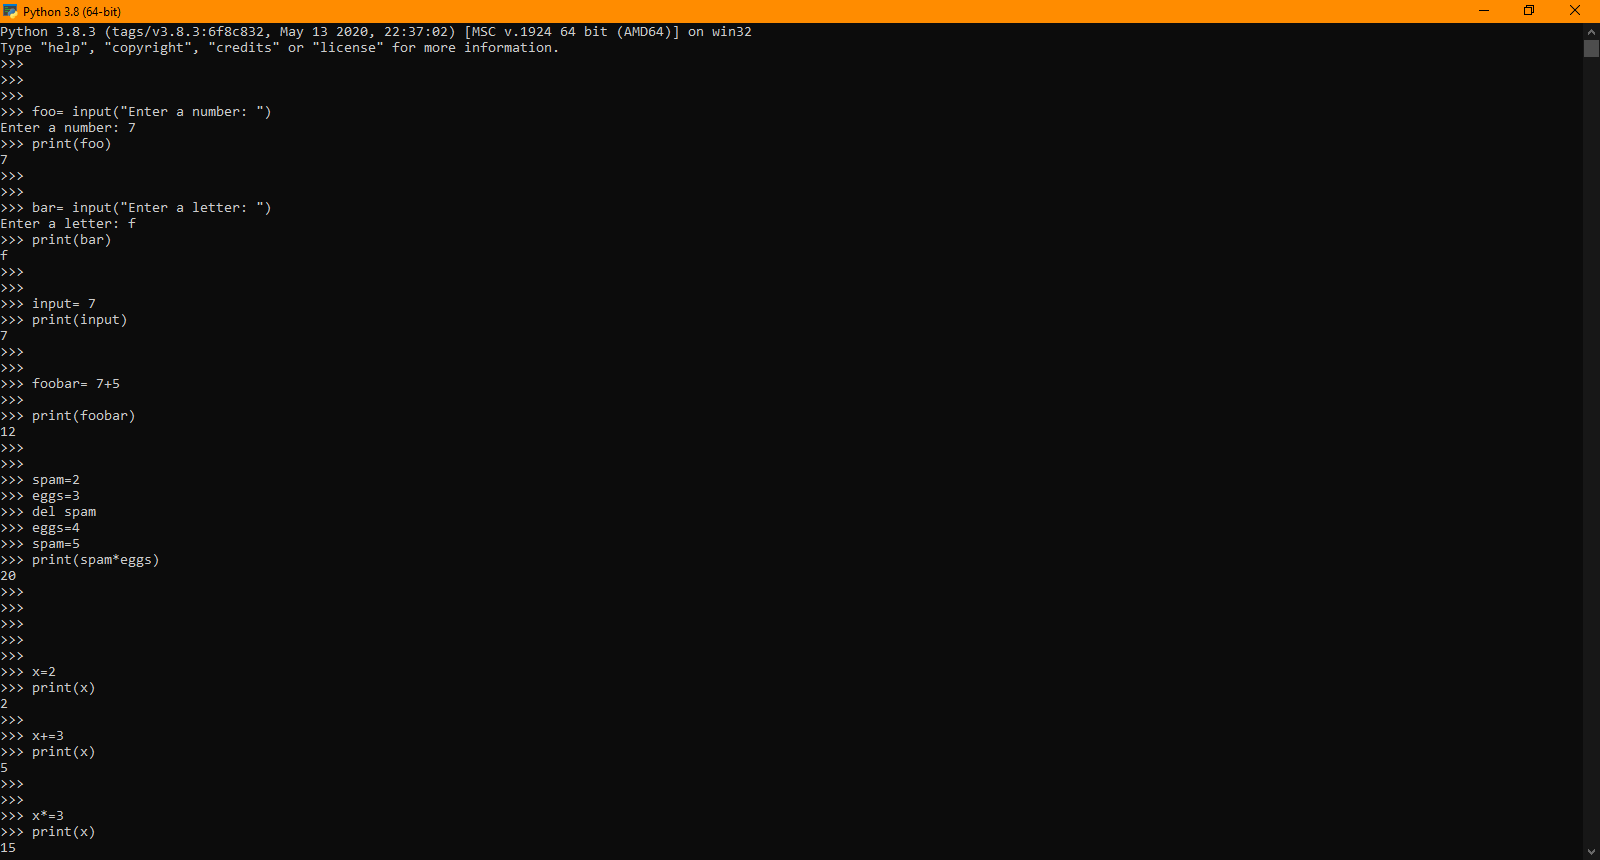 Python 3.8 (64-bit)
Python 3.8.3 (tags/v3.8.3:6f8c832, May 13 2020, 22:37:02) [MSC v.1924 64 bit (AMD64)] on win32
Type "help", "copyright", "credits" or "license" for more information.
>>>
>>>
>>>
>>> foo= input("Enter a number: ")
Enter a number: 7
>>> print(foo)
7
>>>
>>>
>>> bar= input("Enter a letter: ")
Enter a letter: f
>>> print(bar)
f
>>>
>>>
>>> input= 7
>>> print(input)
7
>>>
>>>
>>> foobar= 7+5
>>>
>>> print(foobar)
12
>>>
>>>
>>> spam=2
>>> eggs=3
>>> del spam
>>> eggs=4
>>> spam=5
>>> print(spam*eggs)
20
>>>
>>>
>>>
>>>
>>>
>>> x=2
>>> print(x)
2
>>>
>>> x+=3
>>> print(x)
5
>>>
>>>
>>> x*=3
>>> print(x)
15